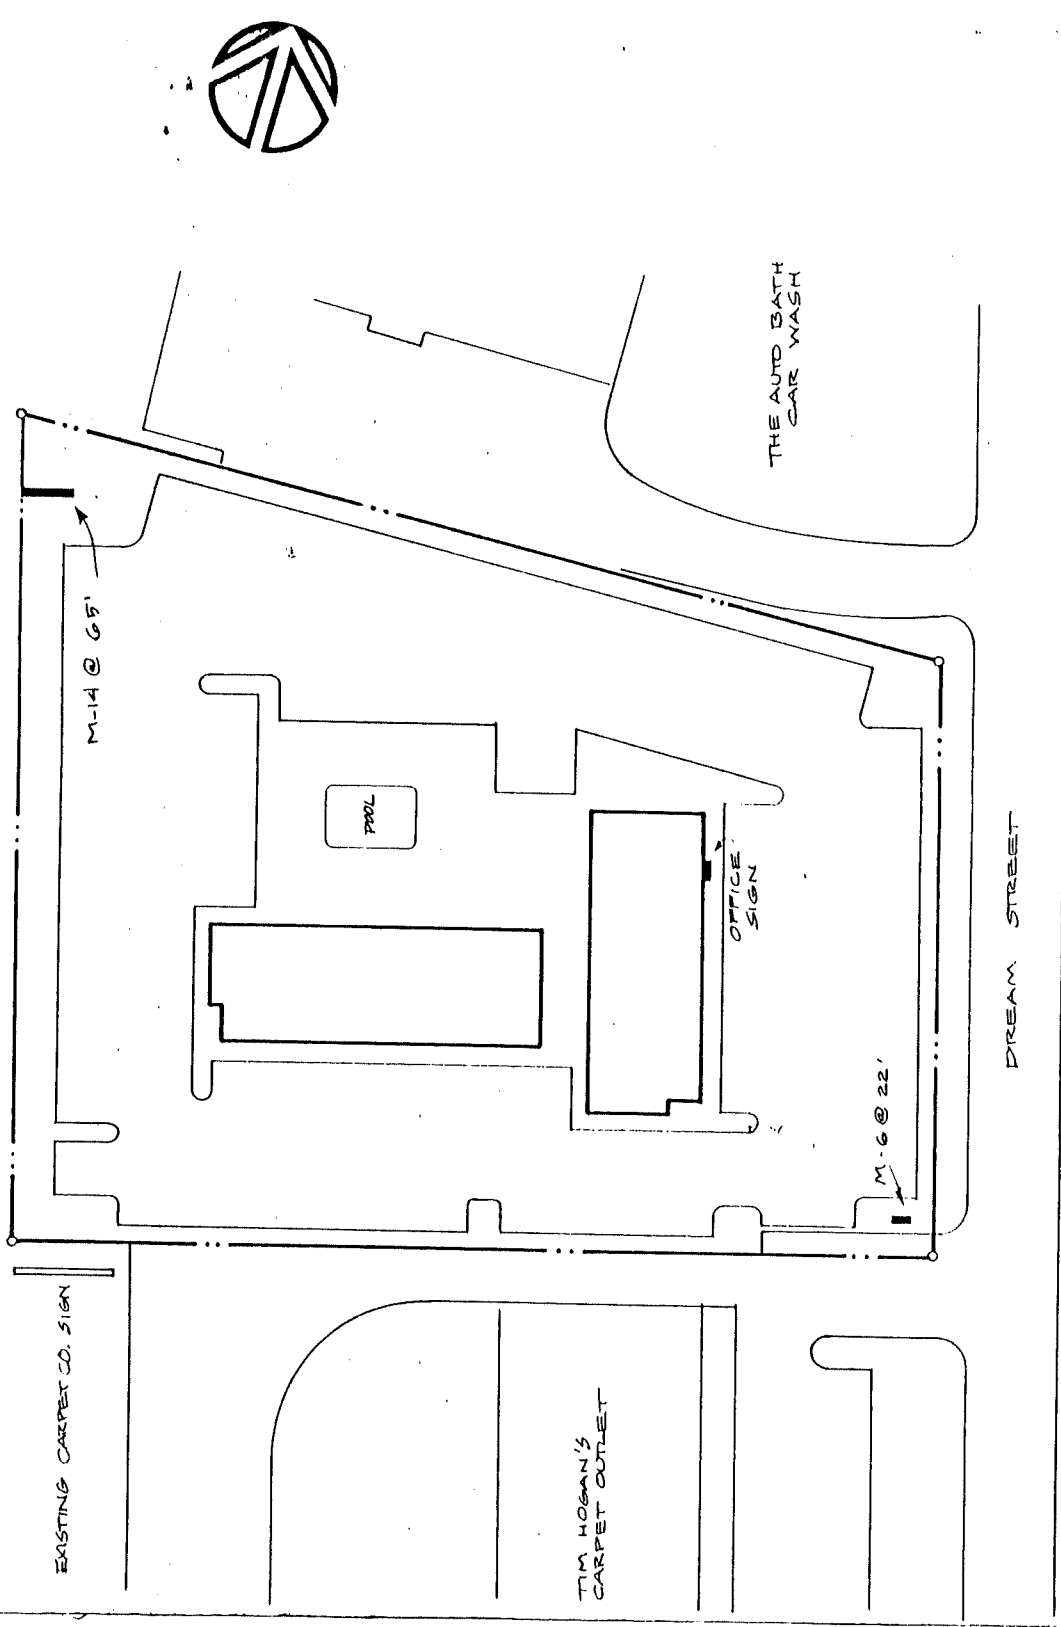 EXISTING CARPET CO. SIGN
M-14 @ 65'
POOL
TIM HOGAN'S
CARPET OUTLET
OFFICE
SIGN
THE AUTO BATH
CAR WASH
M-6 @ 22'
DREAM STREET